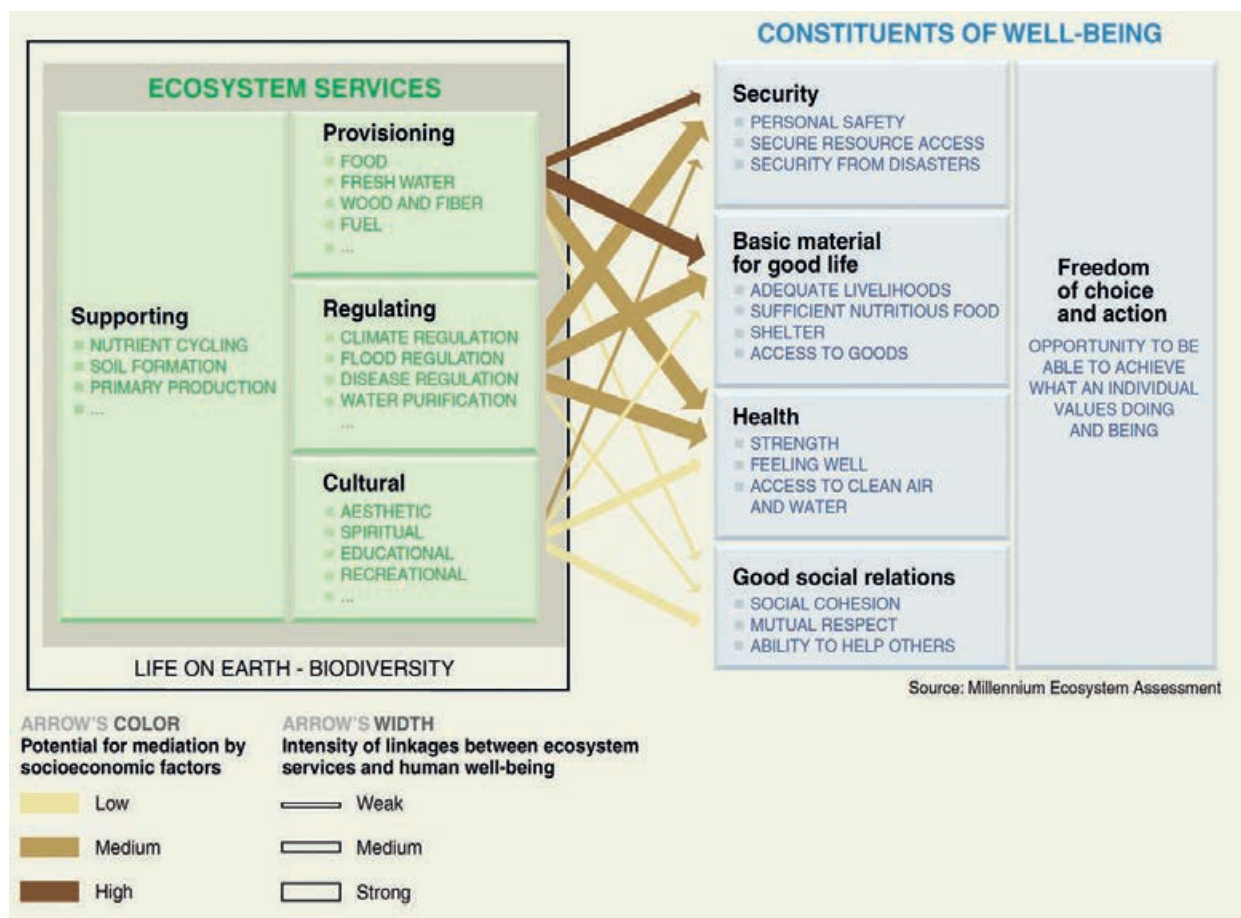 CONSTITUENTS OF WELL-BEING
ECOSYSTEM SERVICES
Supporting
NUTRIENT CYCLING
SOIL FORMATION
PRIMARY PRODUCTION
...
Provisioning
FOOD
FRESH WATER
WOOD AND FIBER
FUEL
...
Regulating
CLIMATE REGULATION
FLOOD REGULATION
DISEASE REGULATION
WATER PURIFICATION
...
Cultural
AESTHETIC
SPIRITUAL
EDUCATIONAL
RECREATIONAL
...
LIFE ON EARTH - BIODIVERSITY
Security
PERSONAL SAFETY
SECURE RESOURCE ACCESS
SECURITY FROM DISASTERS
Basic material
for good life
ADEQUATE LIVELIHOODS
SUFFICIENT NUTRITIOUS FOOD
SHELTER
ACCESS TO GOODS
Health
STRENGTH
FEELING WELL
ACCESS TO CLEAN AIR
AND WATER
Good social relations
SOCIAL COHESION
MUTUAL RESPECT
ABILITY TO HELP OTHERS
Freedom
of choice
and action
OPPORTUNITY TO BE
ABLE TO ACHIEVE
WHAT AN INDIVIDUAL
VALUES DOING
AND BEING
Source: Millennium Ecosystem Assessment
ARROW'S COLOR
Potential for mediation by
socioeconomic factors
Low
Medium
High
ARROW'S WIDTH
Intensity of linkages between ecosystem
services and human well-being
Weak
Medium
Strong